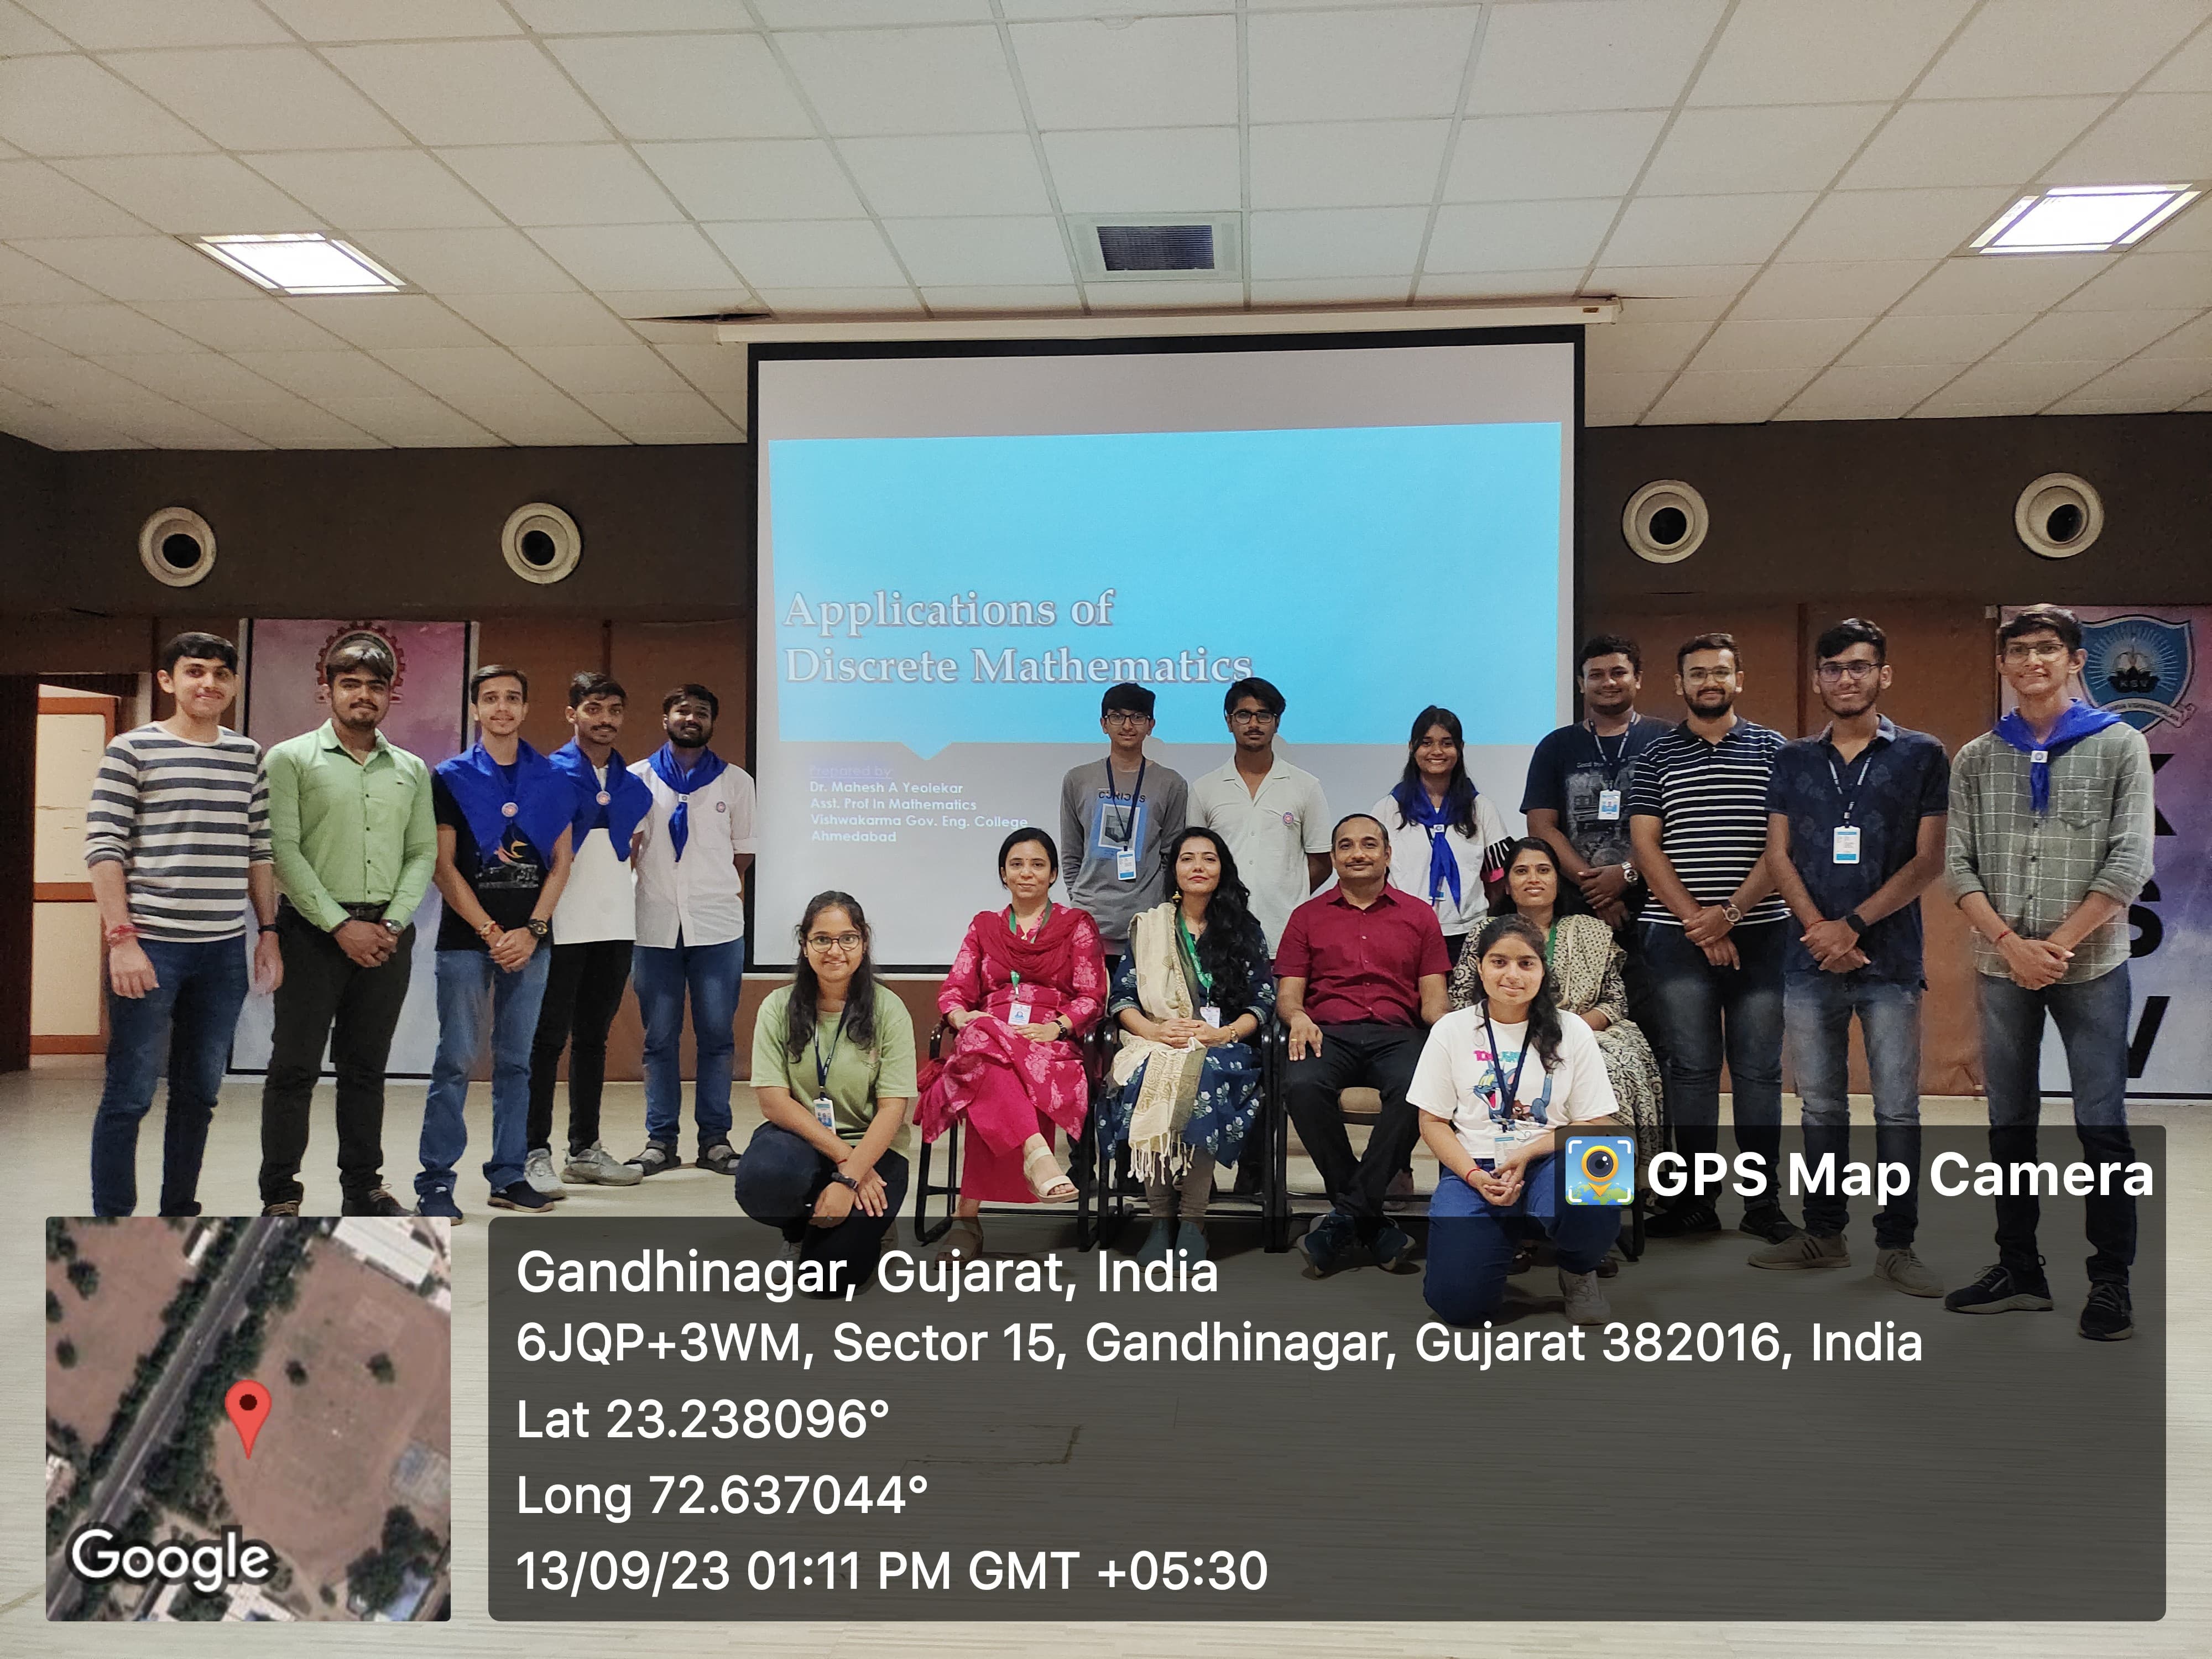 Applications of
Discrete Mathematics
Prepared by
Dr. Mahesh A Yeolekar
Asst. Prof In Mathematics
Vishwakarma Gov. Eng. College
Ahmedabad
KSV
K
S
V
GPS Map Camera
Gandhinagar, Gujarat, India
6JQP+3WM, Sector 15, Gandhinagar, Gujarat 382016, India
Lat 23.238096°
Long 72.637044°
13/09/23 01:11 PM GMT +05:30
Google